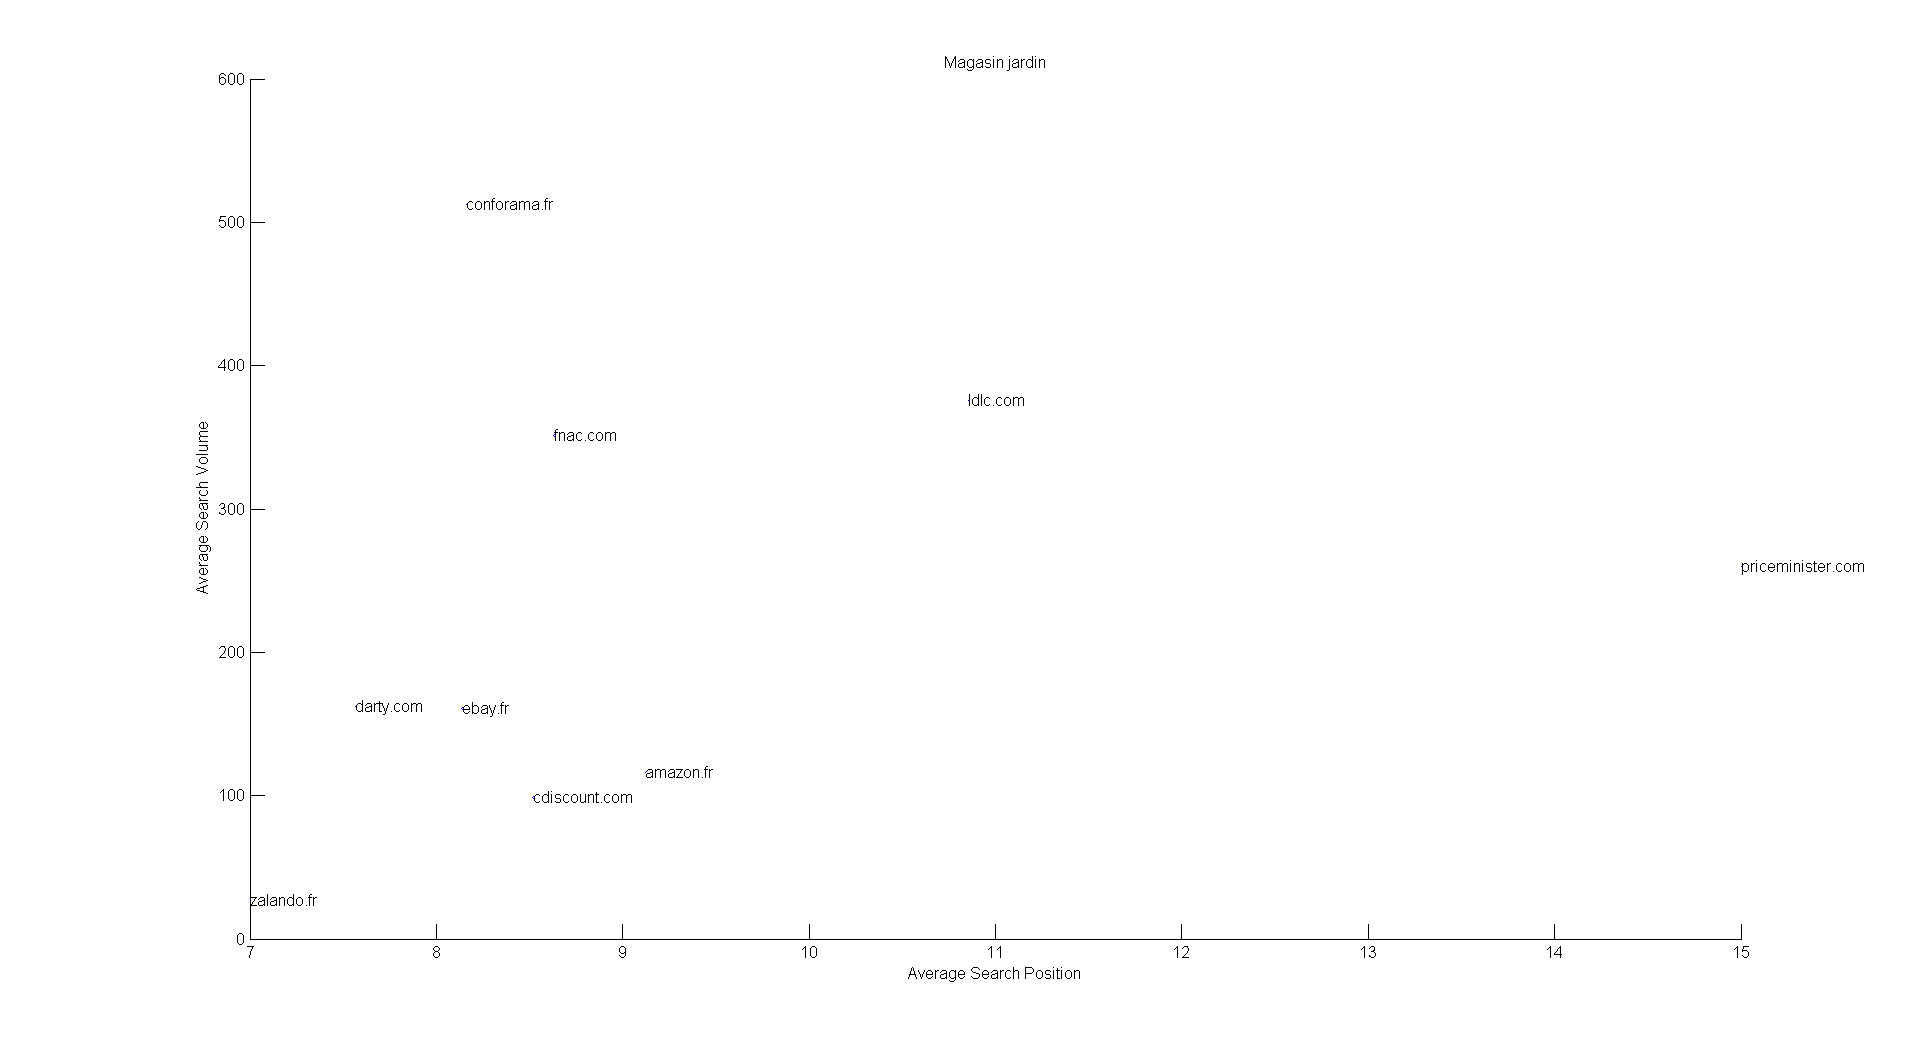 Magasin jardin
600
conforama.fr
500
400
ldlc.com
fnac.com
Average Search Volume
300
priceminister.com
200
darty.com
ebay.fr
amazon.fr
100
cdiscount.com
zalando.fr
0
7 8 9 10 11 12 13 14 15
Average Search Position